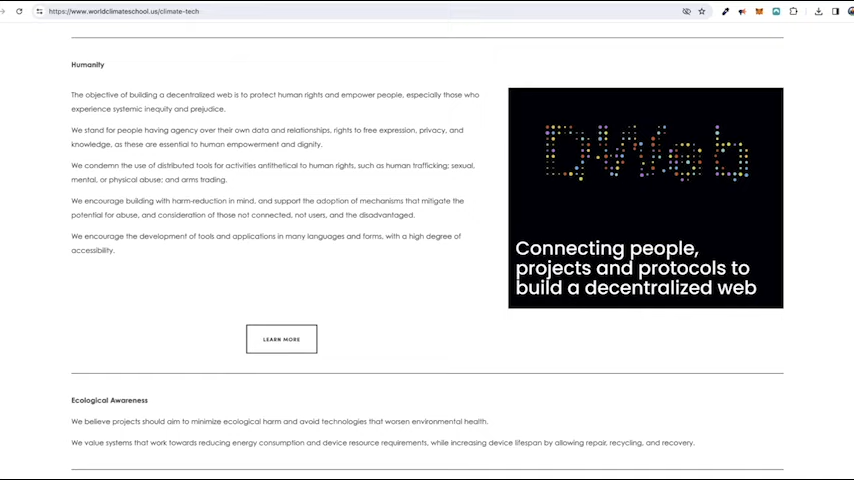 https://www.worldclimateschool.us/climate-tech
Humanity
The objective of building a decentralized web is to protect human rights and empower people, especially those who
experience systemic inequity and prejudice.
We stand for people having agency over their own data and relationships, rights to free expression, privacy, and
knowledge, as these are essential to human empowerment and dignity.
We condemn the use of distributed tools for activities antithetical to human rights, such as human trafficking; sexual,
mental, or physical abuse; and arms trading.
We encourage building with harm-reduction in mind, and support the adoption of mechanisms that mitigate the
potential for abuse, and consideration of those not connected, not users, and the disadvantaged.
We encourage the development of tools and applications in many languages and forms, with a high degree of
accessibility.
DWeb
Connecting people,
projects and protocols to
build a decentralized web
LEARN MORE
Ecological Awareness
We believe projects should aim to minimize ecological harm and avoid technologies that worsen environmental health.
We value systems that work towards reducing energy consumption and device resource requirements, while increasing device lifespan by allowing repair, recycling, and recovery.